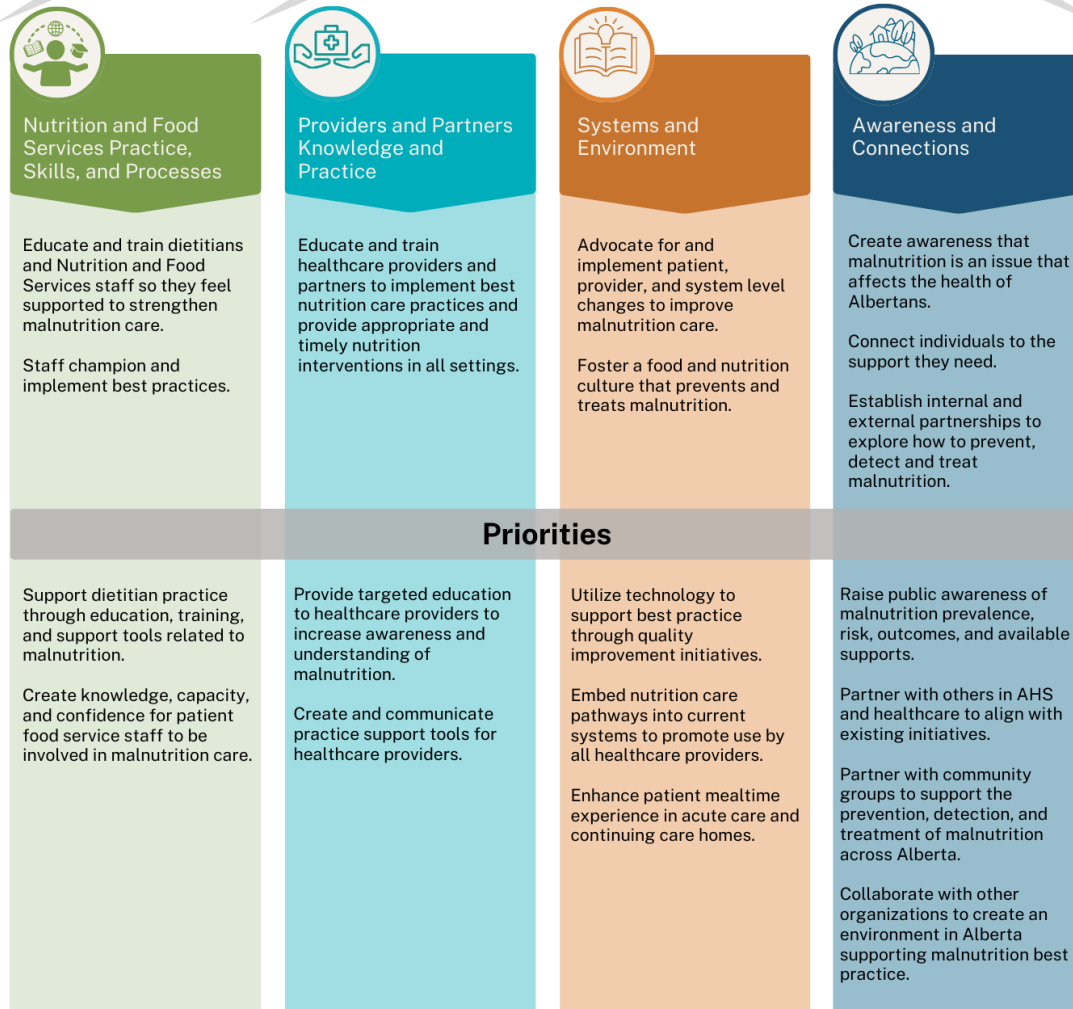 Nutrition and Food
Services Practice,
Skills, and Processes
Educate and train dietitians
and Nutrition and Food
Services staff so they feel
supported to strengthen
malnutrition care.
Staff champion and
implement best practices.
Providers and Partners
Knowledge and
Practice
Educate and train
healthcare providers and
partners to implement best
nutrition care practices and
provide appropriate and
timely nutrition
interventions in all settings.
Systems and
Environment
Advocate for and
implement patient,
provider, and system level
changes to improve
malnutrition care.
Foster a food and nutrition
culture that prevents and
treats malnutrition.
Awareness and
Connections
Create awareness that
malnutrition is an issue that
affects the health of
Albertans.
Connect individuals to the
support they need.
Establish internal and
external partnerships to
explore how to prevent,
detect and treat
malnutrition.
Priorities
Support dietitian practice
through education, training,
and support tools related to
malnutrition.
Create knowledge, capacity,
and confidence for patient
food service staff to be
involved in malnutrition care.
Provide targeted education
to healthcare providers to
increase awareness and
understanding of
malnutrition.
Create and communicate
practice support tools for
healthcare providers.
Utilize technology to
support best practice
through quality
improvement initiatives.
Embed nutrition care
pathways into current
systems to promote use by
all healthcare providers.
Enhance patient mealtime
experience in acute care and
continuing care homes.
Raise public awareness of
malnutrition prevalence,
risk, outcomes, and available
supports.
Partner with others in AHS
and healthcare to align with
existing initiatives.
Partner with community
groups to support the
prevention, detection, and
treatment of malnutrition
across Alberta.
Collaborate with other
organizations to create an
environment in Alberta
supporting malnutrition best
practice.